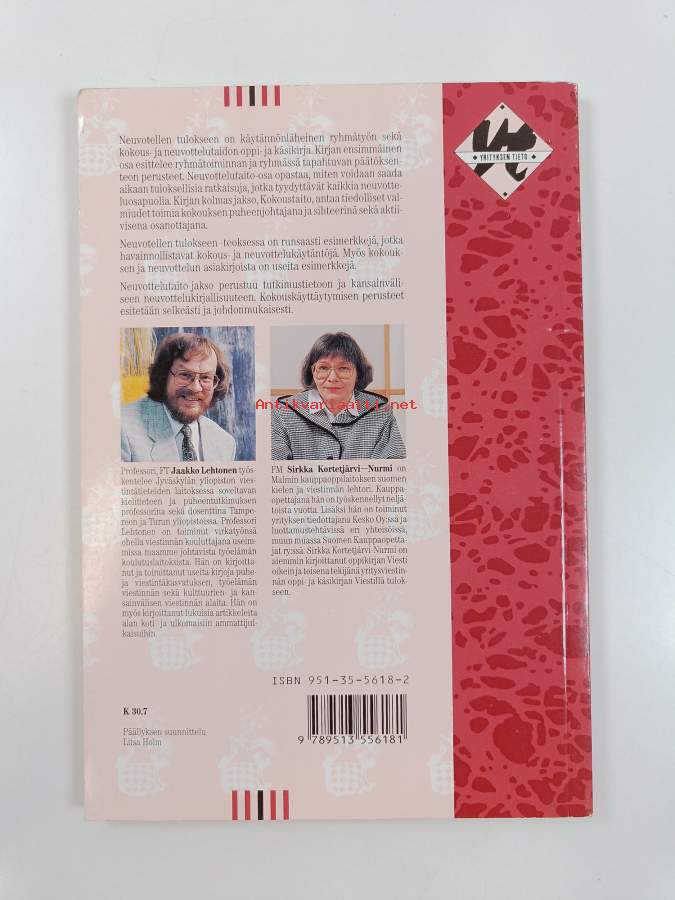 Neuvotellen tulokseen on käytännönläheinen ryhmätyön sekä
kokous- ja neuvottelutaidon oppi- ja käsikirja. Kirjan ensimmäinen
osa esittelee ryhmätoiminnan ja ryhmässä tapahtuvan päätöksen-
teon perusteet. Neuvottelutaito-osa opastaa, miten voidaan saada
aikaan tuloksellisia ratkaisuja, jotka tyydyttävät kaikkia neuvotte-
luosapuolia. Kirjan kolmas jakso, Kokoustaito, antaa tiedolliset val-
miudet toimia kokouksen puheenjohtajana ja sihteerinä sekä aktii-
visena osanottajana.
Neuvotellen tulokseen -teoksessa on runsaasti esimerkkejä, jotka
havainnollistavat kokous- ja neuvottelukäytäntöjä. Myös kokouk-
sen ja neuvottelun asiakirjoista on useita esimerkkejä.
Neuvottelutaito-jakso perustuu tutkimustietoon ja kansainväli-
seen neuvottelukirjallisuuteen. Kokouskäyttäytymisen perusteet
esitetään selkeästi ja johdonmukaisesti.
YRITYKSEN TIETO
Antikvariaatti.net
Professori, FT Jaakko Lehtonen työs-
kentelee Jyväskylän yliopiston vies-
tintätieteiden laitoksessa soveltavan
kielitieteen ja puheentutkimuksen
professorina sekä dosenttina Tampe-
reen ja Turun yliopistoissa. Professori
Lehtonen on toiminut virkatyönsä
ohella viestinnän kouluttajana useim-
missa maamme johtavista työelämän
koulutuslaitoksista. Hän on kirjoitta-
nut ja toimittanut useita kirjoja puhe-
ja viestintäkasvatuksen, työelämän
viestinnän sekä kulttuurien- ja kan-
sainvälisen viestinnän alalta. Hän on
myös kirjoittanut lukuisia artikkeleita
alan koti- ja ulkomaisiin ammattijul-
kaisuihin.
FM Sirkka Kortetjärvi—Nurmi on
Malmin kauppaoppilaitoksen suomen
kielen ja viestinnän lehtori. Kauppa-
opettajana hän on työskennellyt neljä-
toista vuotta. Lisäksi hän on toiminut
yrityksen tiedottajana Kesko Oy:ssä ja
luottamustehtävissä eri yhteisöissä,
muun muassa Suomen Kauppaopetta-
jat ry:ssä. Sirkka Kortetjärvi-Nurmi on
aiemmin kirjoittanut oppikirjan Viesti
oikein ja toisena tekijänä yritysviestin-
nän oppi- ja käsikirjan Viestillä tulok-
seen.
ISBN 951-35-5618-2
9 789513 556181
K 30.7
Päällyksen suunnittelu
Liisa Holm